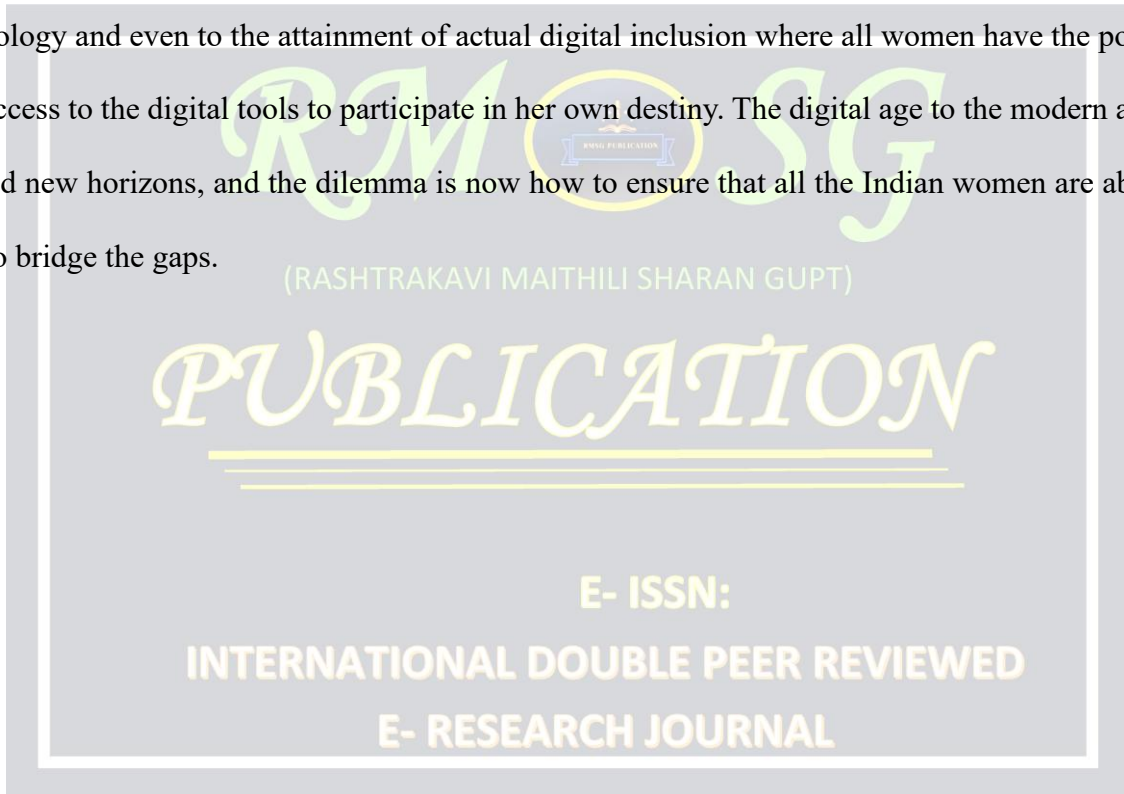 ology and even to the attainment of actual digital inclusion where all women have the po
ccess to the digital tools to participate in her own destiny. The digital age to the modern a
d new horizons, and the dilemma is now how to ensure that all the Indian women are ab
o bridge the gaps.
RM SG
RMSG PUBLICATION
(RASHTRAKAVI MAITHILI SHARAN GUPT)
PUBLICATION
E- ISSN:
INTERNATIONAL DOUBLE PEER REVIEWED
E- RESEARCH JOURNAL